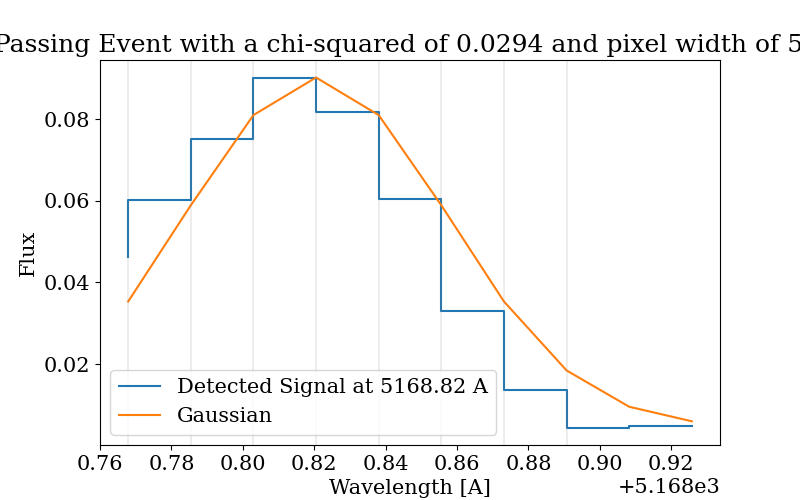 Passing Event with a chi-squared of 0.0294 and pixel width of 5
Flux
0.08
0.06
0.04
0.02
Detected Signal at 5168.82 A
Gaussian
0.76 0.78 0.80 0.82 0.84 0.86 0.88 0.90 0.92
Wavelength [A]
+5.168e3